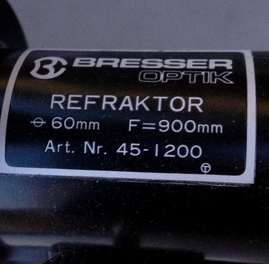 BRESSER
OPTIK
REFRAKTOR
⌀ 60mm F=900mm
Art. Nr. 45-1200